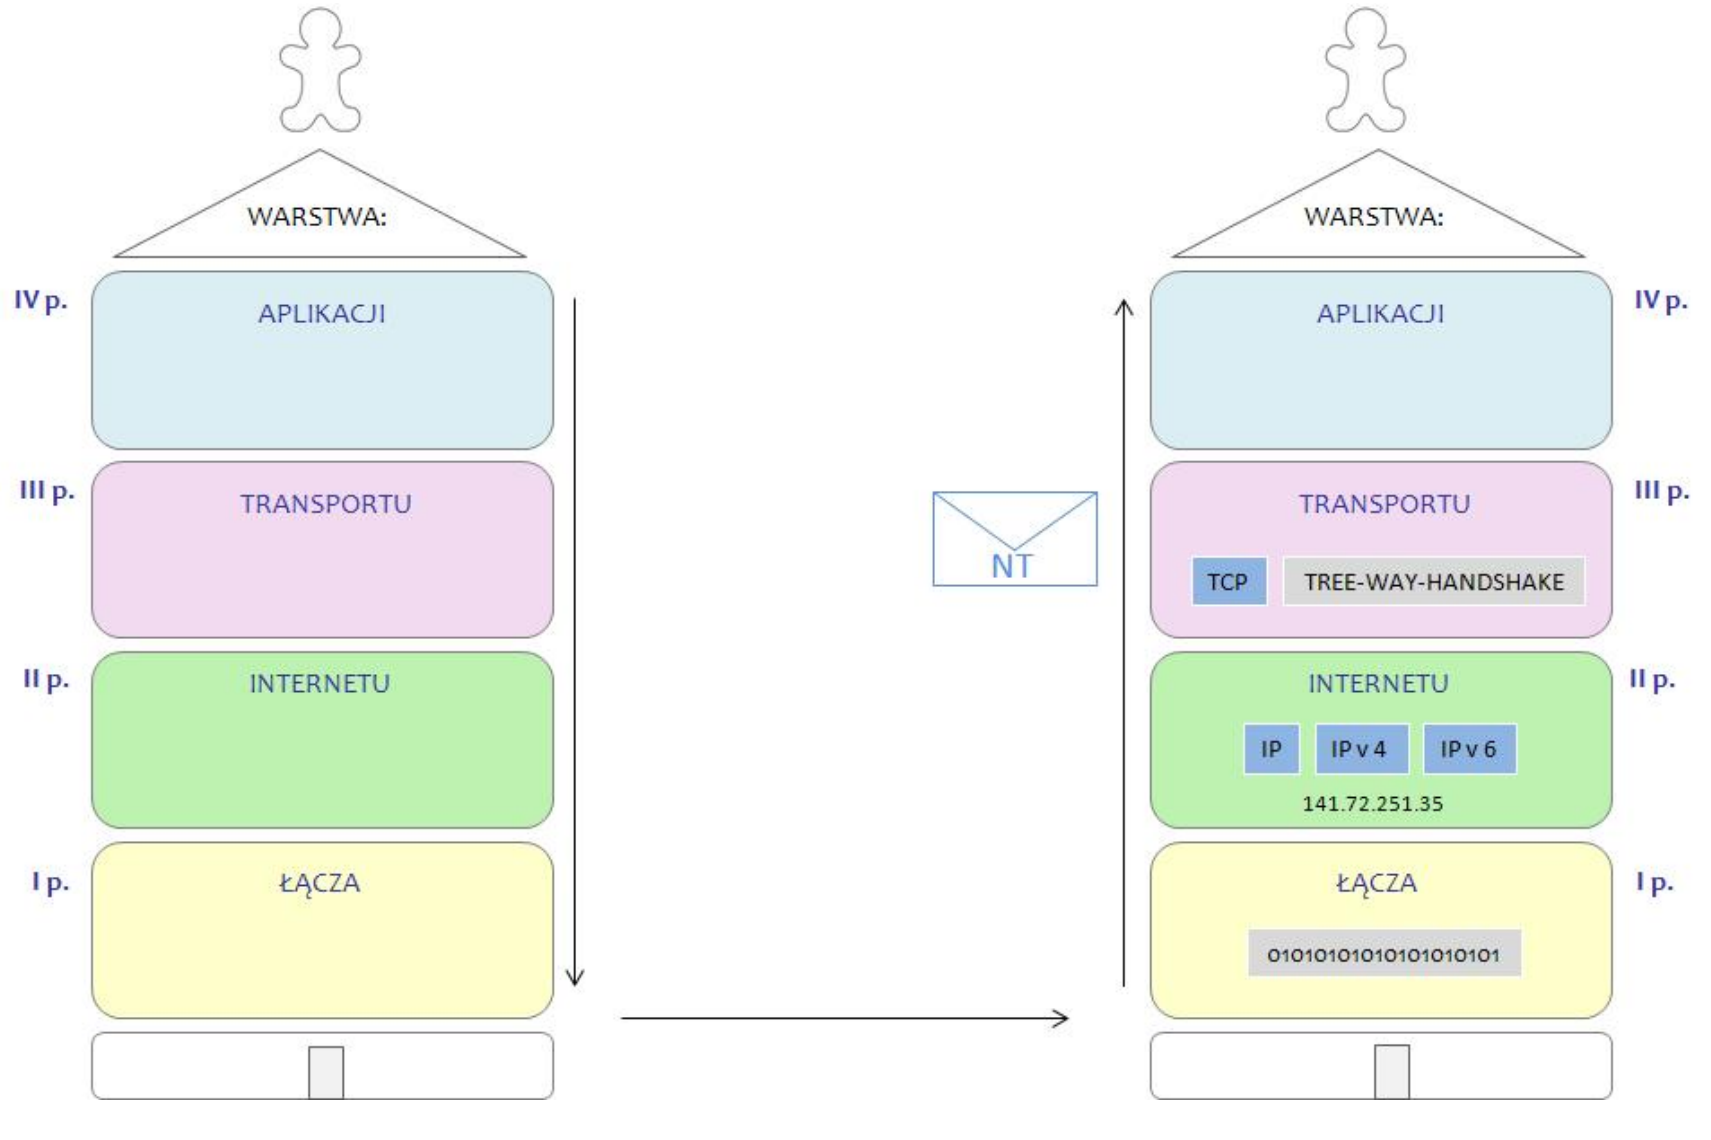 WARSTWA:
IV p.
APLIKACJI
III p.
TRANSPORTU
II p.
INTERNETU
I p.
ŁĄCZA
NT
WARSTWA:
APLIKACJI
IV p.
TRANSPORTU
III p.
TCP
TREE-WAY-HANDSHAKE
INTERNETU
II p.
IP
IP v 4
IP v 6
141.72.251.35
ŁĄCZA
I p.
01010101010101010101